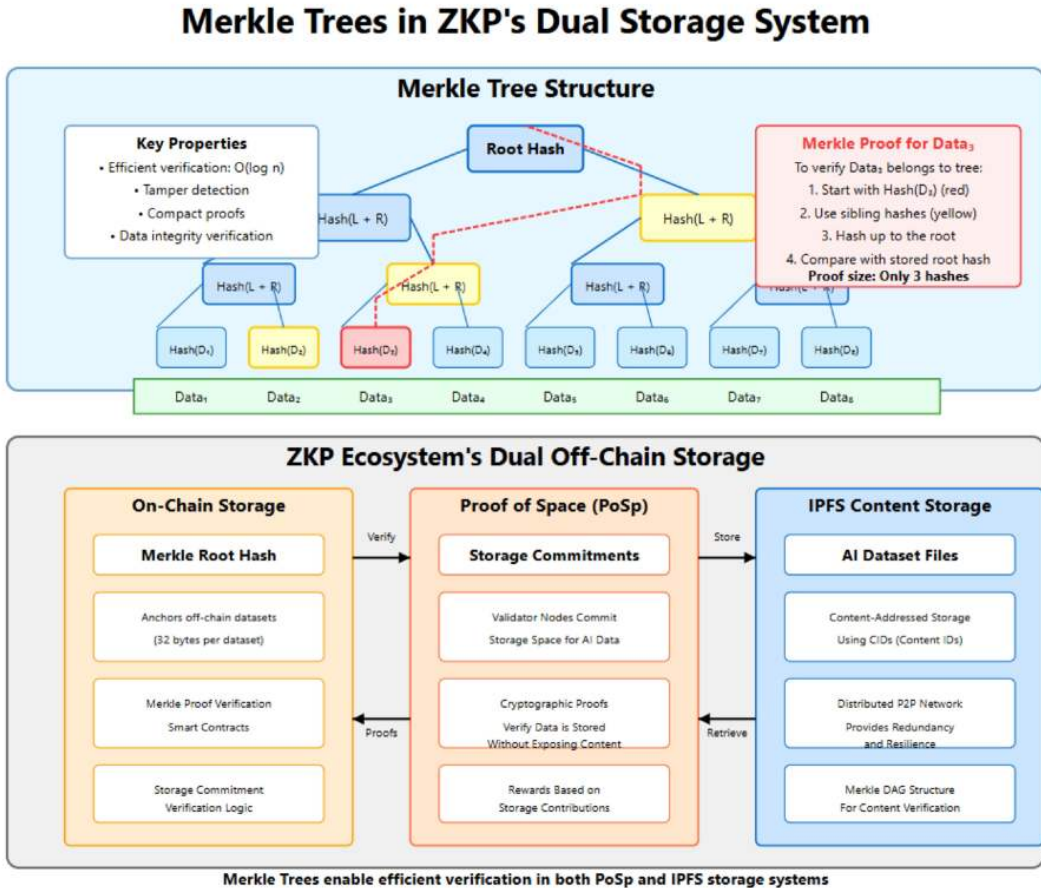 Merkle Trees in ZKP's Dual Storage System
Merkle Tree Structure
Key Properties
• Efficient verification: O(log n)
• Tamper detection
• Compact proofs
• Data integrity verification
Root Hash
Merkle Proof for Data₃
To verify Data₃ belongs to tree:
1. Start with Hash(D₃) (red)
2. Use sibling hashes (yellow)
3. Hash up to the root
4. Compare with stored root hash
Proof size: Only 3 hashes
Hash(L + R)
Hash(L + R)
Hash(L + R)
Hash(L + R)
Hash(L + R)
Hash(L + R)
Hash(D₁)
Hash(D₂)
Hash(D₃)
Hash(D₄)
Hash(D₅)
Hash(D₆)
Hash(D₇)
Hash(D₈)
Data₁
Data₂
Data₃
Data₄
Data₅
Data₆
Data₇
Data₈
ZKP Ecosystem's Dual Off-Chain Storage
On-Chain Storage
Merkle Root Hash
Anchors off-chain datasets
(32 bytes per dataset)
Merkle Proof Verification
Smart Contracts
Storage Commitment
Verification Logic
Verify
Proofs
Proof of Space (PoSp)
Storage Commitments
Validator Nodes Commit
Storage Space for AI Data
Cryptographic Proofs
Verify Data is Stored
Without Exposing Content
Rewards Based on
Storage Contributions
Store
Retrieve
IPFS Content Storage
AI Dataset Files
Content-Addressed Storage
Using CIDs (Content IDs)
Distributed P2P Network
Provides Redundancy
and Resilience
Merkle DAG Structure
For Content Verification
Merkle Trees enable efficient verification in both PoSp and IPFS storage systems